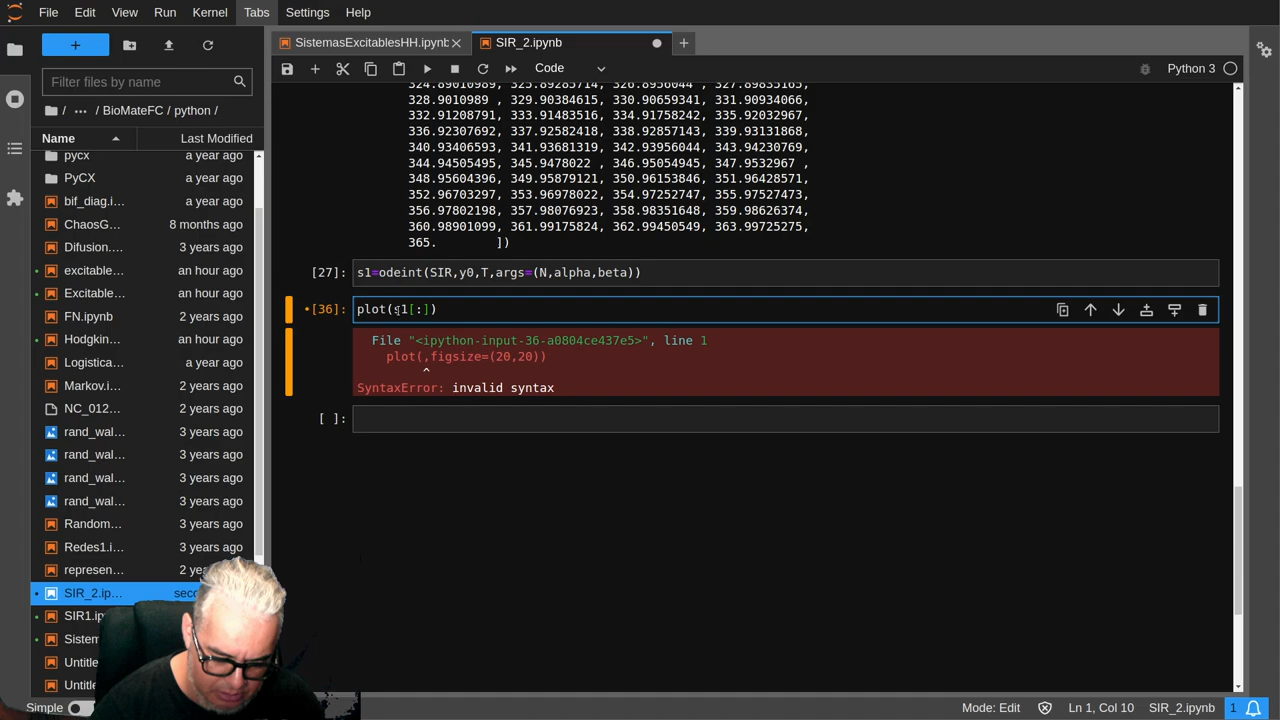 File Edit View Run Kernel Tabs Settings Help
SistemasExcitablesHH.ipynb SIR_2.ipynb
Code Python 3
Filter files by name
/ ··· / BioMateFC / python /
Name Last Modified
pycx a year ago
PyCX a year ago
bif_diag.i… a year ago
ChaosG… 8 months ago
Difusion.… 3 years ago
excitable… an hour ago
Excitable… an hour ago
FN.ipynb a year ago
Hodgkin… an hour ago
Logistica… a year ago
Markov.i… 2 years ago
NC_012… 2 years ago
rand_wal… 3 years ago
rand_wal… 3 years ago
rand_wal… 3 years ago
rand_wal… 3 years ago
Random… 3 years ago
Redes1.i… 3 years ago
represen… 2 yea
SIR_2.ip… seco
SIR1.ip
Sistem
Untitl
Untitl
324.89010989, 325.89285714, 326.8956044 , 327.89835165,
328.9010989 , 329.90384615, 330.90659341, 331.90934066,
332.91208791, 333.91483516, 334.91758242, 335.92032967,
336.92307692, 337.92582418, 338.92857143, 339.93131868,
340.93406593, 341.93681319, 342.93956044, 343.94230769,
344.94505495, 345.9478022 , 346.95054945, 347.9532967 ,
348.95604396, 349.95879121, 350.96153846, 351.96428571,
352.96703297, 353.96978022, 354.97252747, 355.97527473,
356.97802198, 357.98076923, 358.98351648, 359.98626374,
360.98901099, 361.99175824, 362.99450549, 363.99725275,
365. ])
[27]: s1=odeint(SIR,y0,T,args=(N,alpha,beta))
•[36]: plot(s1[:])
File "<ipython-input-36-a0804ce437e5>", line 1
plot(,figsize=(20,20))
^
SyntaxError: invalid syntax
[ ]:
Simple Mode: Edit Ln 1, Col 10 SIR_2.ipynb 1